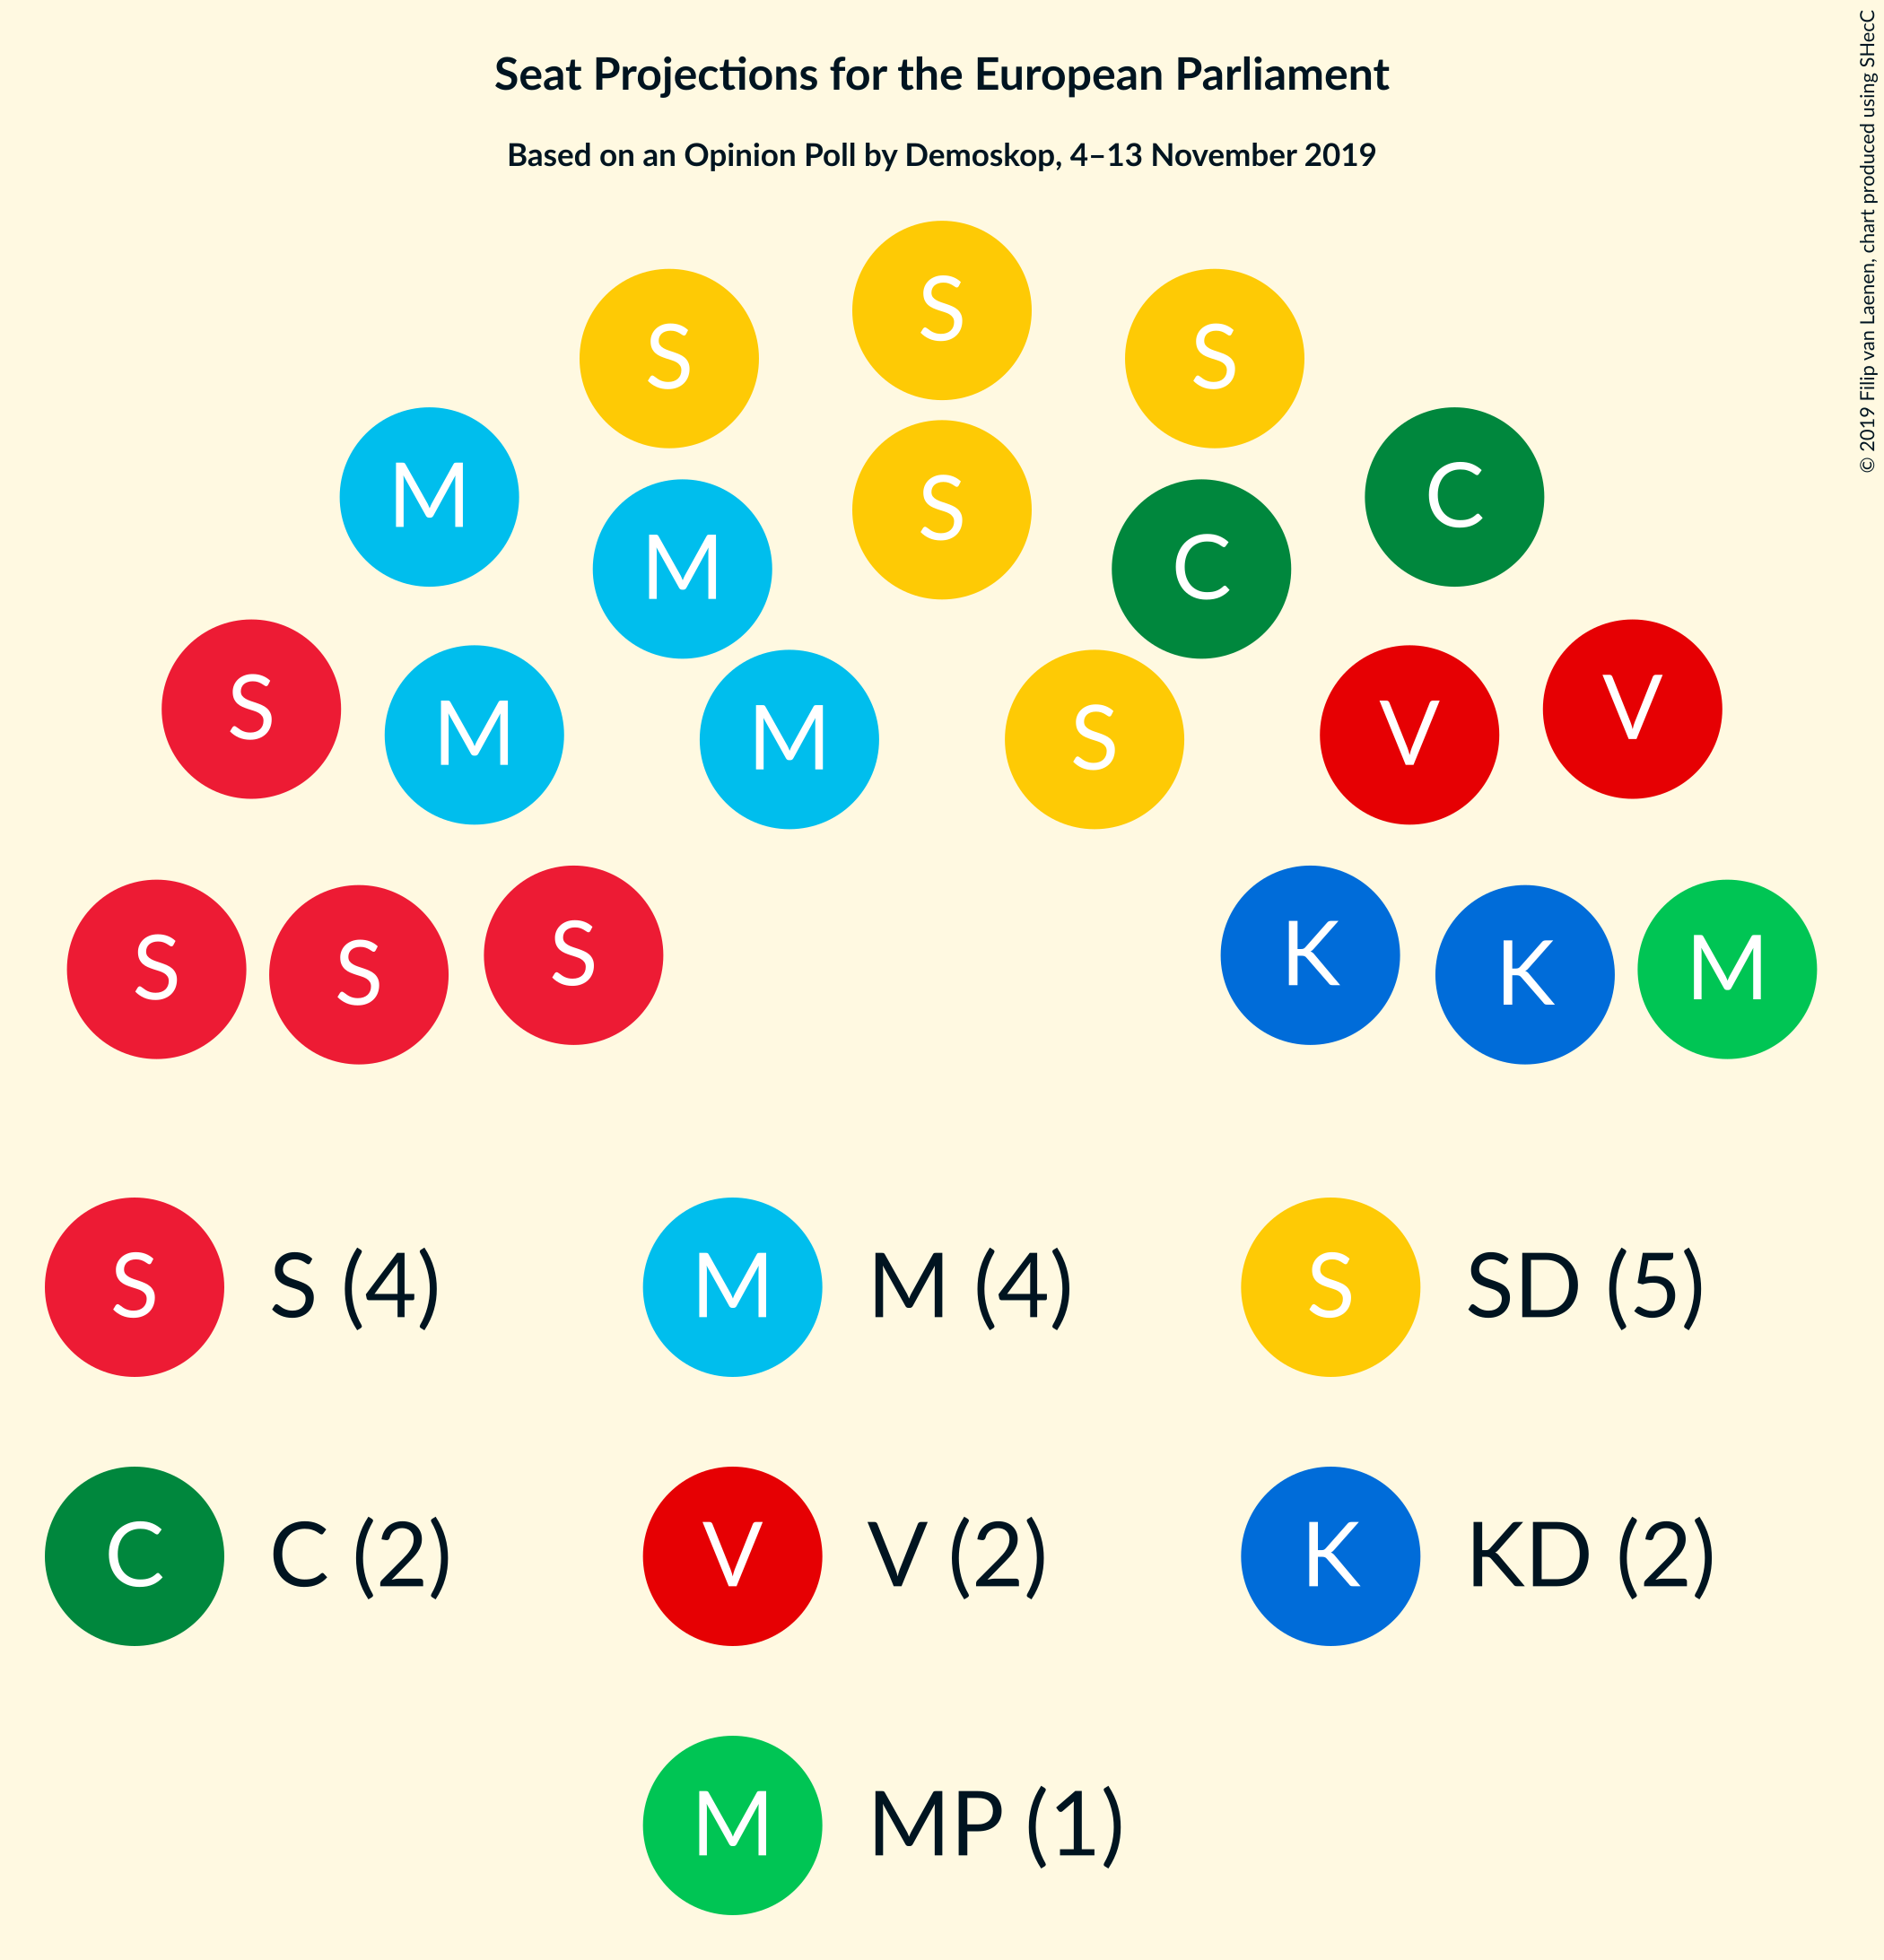 Seat Projections for the European Parliament
Based on an Opinion Poll by Demoskop, 4–13 November 2019
© 2019 Filip van Laenen, chart produced using SHecC
S
S
S
M
C
M
S
C
S
M
M
S
V
V
S
S
S
K
K
M
S S (4)
M M (4)
S SD (5)
C C (2)
V V (2)
K KD (2)
M MP (1)